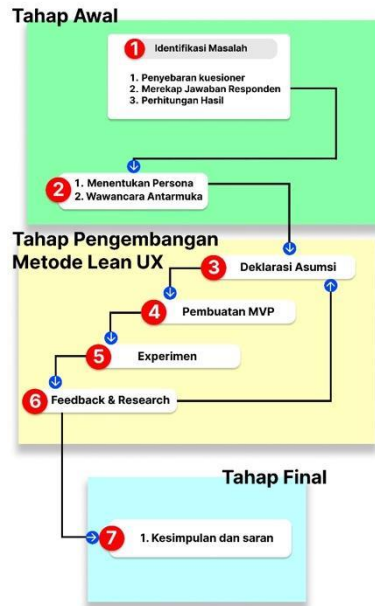 Tahap Awal
1 Identifikasi Masalah
1. Penyebaran kuesioner
2. Merekap Jawaban Responden
3. Perhitungan Hasil
2 1. Menentukan Persona
2. Wawancara Antarmuka
Tahap Pengembangan
Metode Lean UX
3 Deklarasi Asumsi
4 Pembuatan MVP
5 Experimen
6 Feedback & Research
Tahap Final
7 1. Kesimpulan dan saran